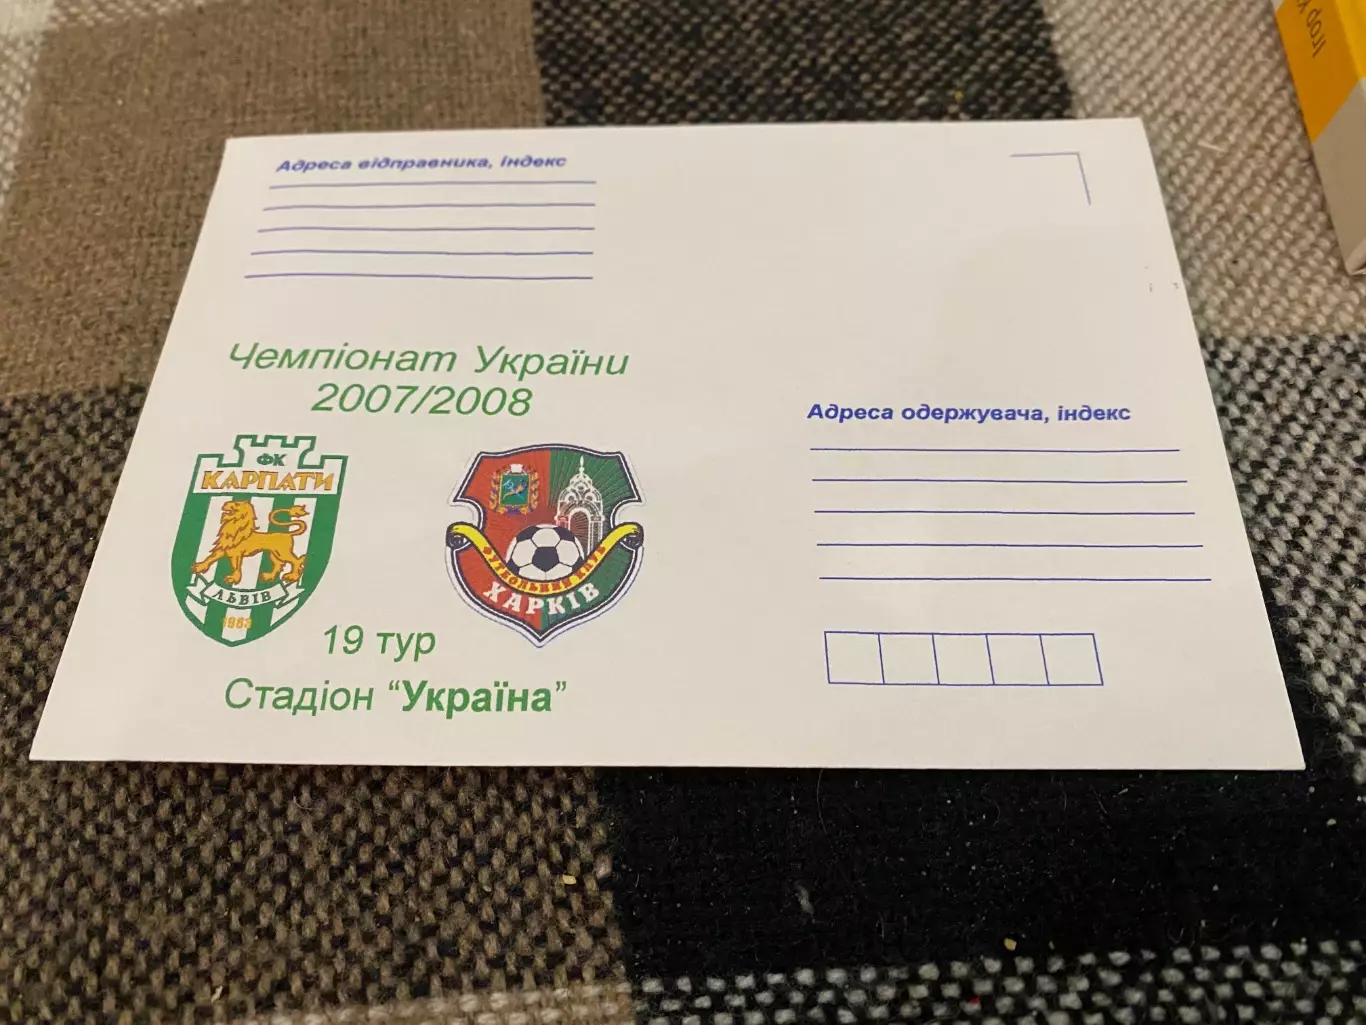 Адреса відправника, індекс
Чемпіонат України
2007/2008
ФК
КАРПАТИ
ЛЬВІВ
1963
ФУТБОЛЬНИЙ КЛУБ
ХАРКІВ
19 тур
Стадіон “Україна”
Адреса одержувача, індекс
Ігор